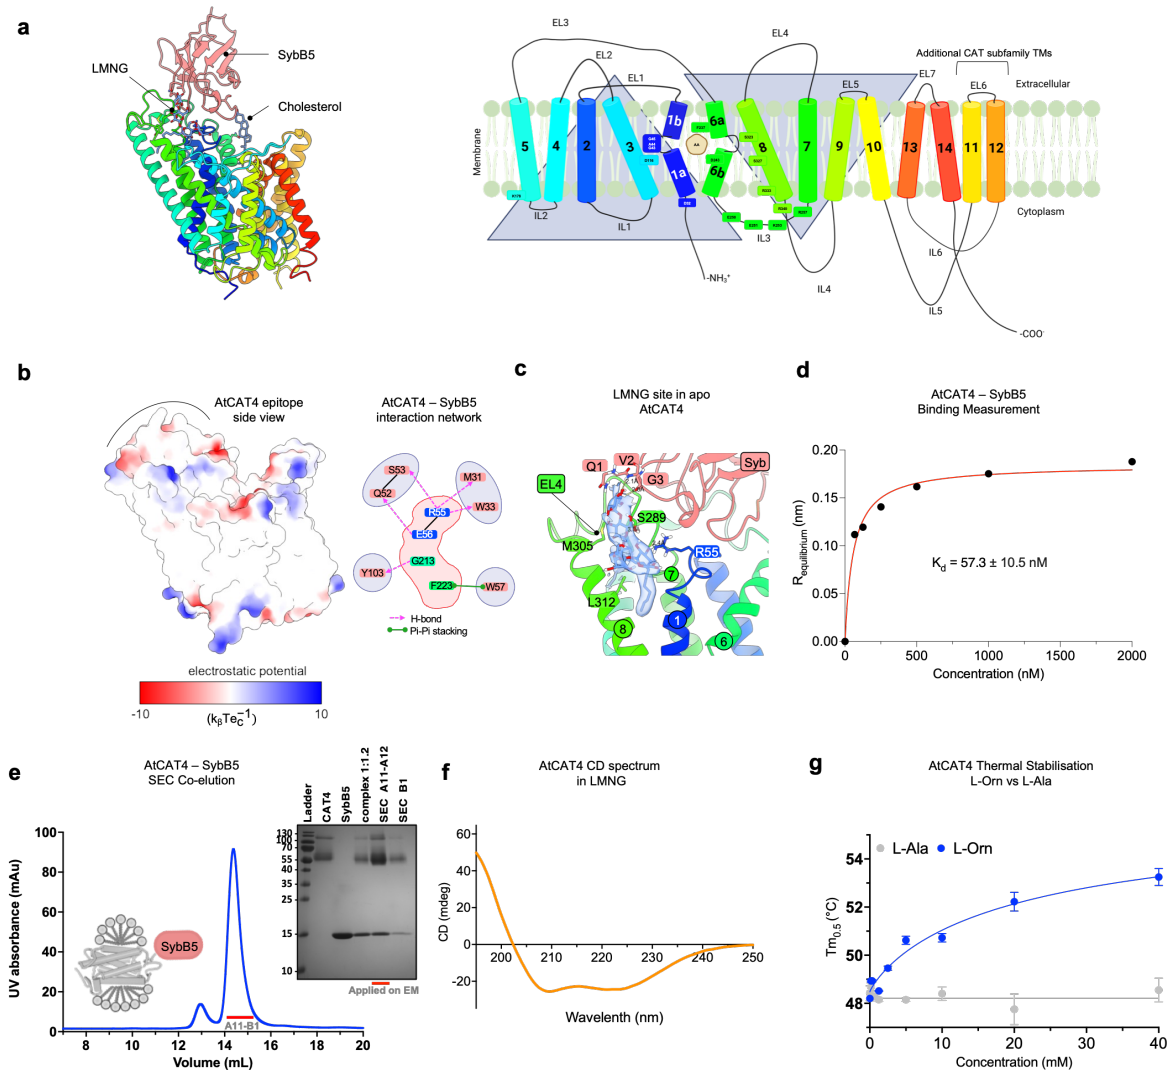 a
SybB5
LMNG
Cholesterol
EL3
EL2
EL1
EL4
EL5
EL7
EL6
Additional CAT subfamily TMs
Extracellular
Membrane
Cytoplasm
5
4
2
3
1b
1a
6a
6b
AA
8
7
9
10
13
14
11
12
IL2
IL1
IL3
IL4
IL5
IL6
-NH3+
-COO-
b
AtCAT4 epitope
side view
AtCAT4 – SybB5
interaction network
S53
Q52
M31
W33
R55
E56
G213
Y103
F223
W57
H-bond
Pi-Pi stacking
electrostatic potential
-10
10
(kβTec−1)
c
LMNG site in apo
AtCAT4
Q1
V2
G3
Syb
EL4
S289
M305
R55
L312
7
8
1
6
d
AtCAT4 – SybB5
Binding Measurement
Requilibrium (nm)
0.20
0.15
0.10
0.05
0.00
Kd = 57.3 ± 10.5 nM
0
500
1000
1500
2000
Concentration (nM)
e
AtCAT4 – SybB5
SEC Co-elution
UV absorbance (mAu)
100
80
60
40
20
0
8
10
12
14
16
18
20
Volume (mL)
SybB5
A11-B1
Ladder
CAT4
SybB5
complex 1:1.2
SEC A11-A12
SEC B1
130
100
70
55
40
35
25
15
10
Applied on EM
f
AtCAT4 CD spectrum
in LMNG
CD (mdeg)
60
40
20
0
-20
200
210
220
230
240
250
Wavelenth (nm)
g
AtCAT4 Thermal Stabilisation
L-Orn vs L-Ala
L-Ala
L-Orn
Tm0.5 (°C)
54
52
50
48
0
10
20
30
40
Concentration (mM)